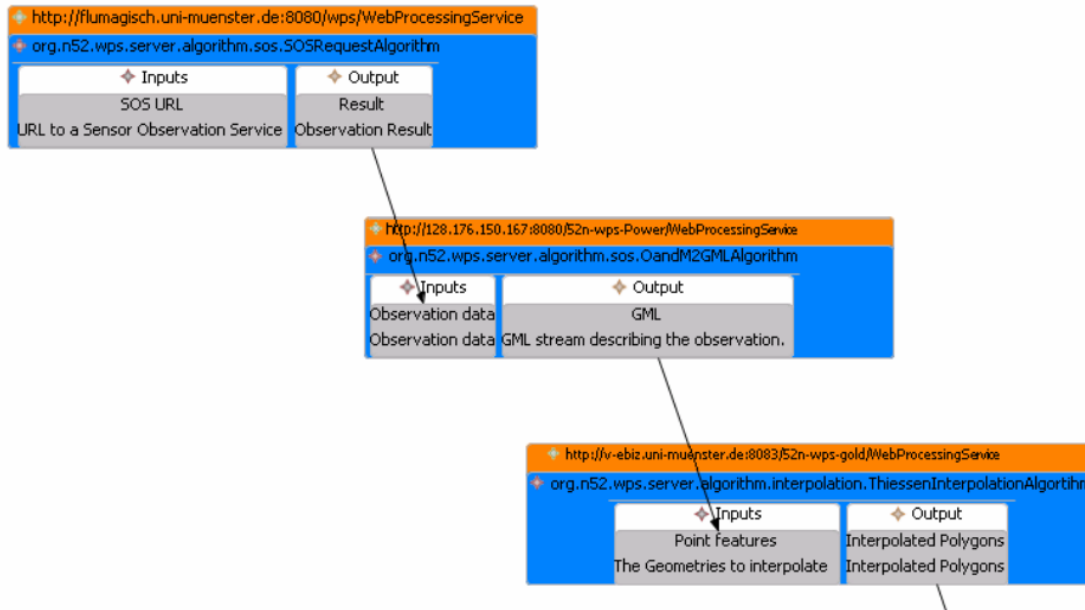 http://flumagisch.uni-muenster.de:8080/wps/WebProcessingService
org.n52.wps.server.algorithm.sos.SOSRequestAlgorithm
Inputs Output
SOS URL Result
URL to a Sensor Observation Service Observation Result
http://128.176.150.167:8080/52n-wps-Power/WebProcessingService
org.n52.wps.server.algorithm.sos.OandM2GMLAlgorithm
Inputs Output
Observation data GML
Observation data GML stream describing the observation.
http://v-ebiz.uni-muenster.de:8083/52n-wps-gold/WebProcessingService
org.n52.wps.server.algorithm.interpolation.ThiessenInterpolationAlgortihm
Inputs Output
Point features Interpolated Polygons
The Geometries to interpolate Interpolated Polygons